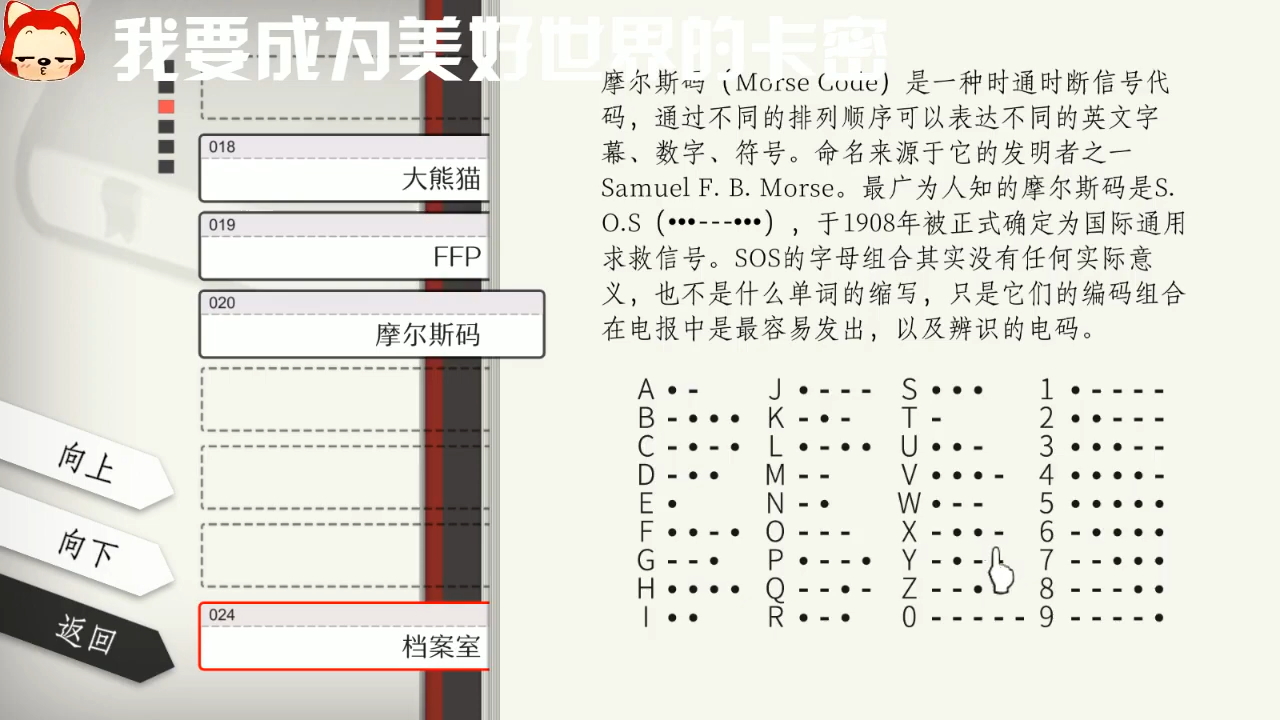 我要成为美好世界的卡密
018
大熊猫
019
FFP
020
摩尔斯码
024
档案室
向上
向下
返回
摩尔斯码（Morse Code）是一种时通时断信号代
码，通过不同的排列顺序可以表达不同的英文字
幕、数字、符号。命名来源于它的发明者之一
Samuel F. B. Morse。最广为人知的摩尔斯码是S.
O.S（•••---•••），于1908年被正式确定为国际通用
求救信号。SOS的字母组合其实没有任何实际意
义，也不是什么单词的缩写，只是它们的编码组合
在电报中是最容易发出，以及辨识的电码。
A •- J •--- S ••• 1 •----
B -••• K -•- T - 2 ••---
C -•-• L •-•• U ••- 3 •••--
D -•• M -- V •••- 4 ••••-
E • N -• W •-- 5 •••••
F ••-• O --- X -••- 6 -••••
G --• P •--• Y -•-- 7 --•••
H •••• Q --•- Z --•• 8 ---••
I •• R •-• 0 ----- 9 ----•